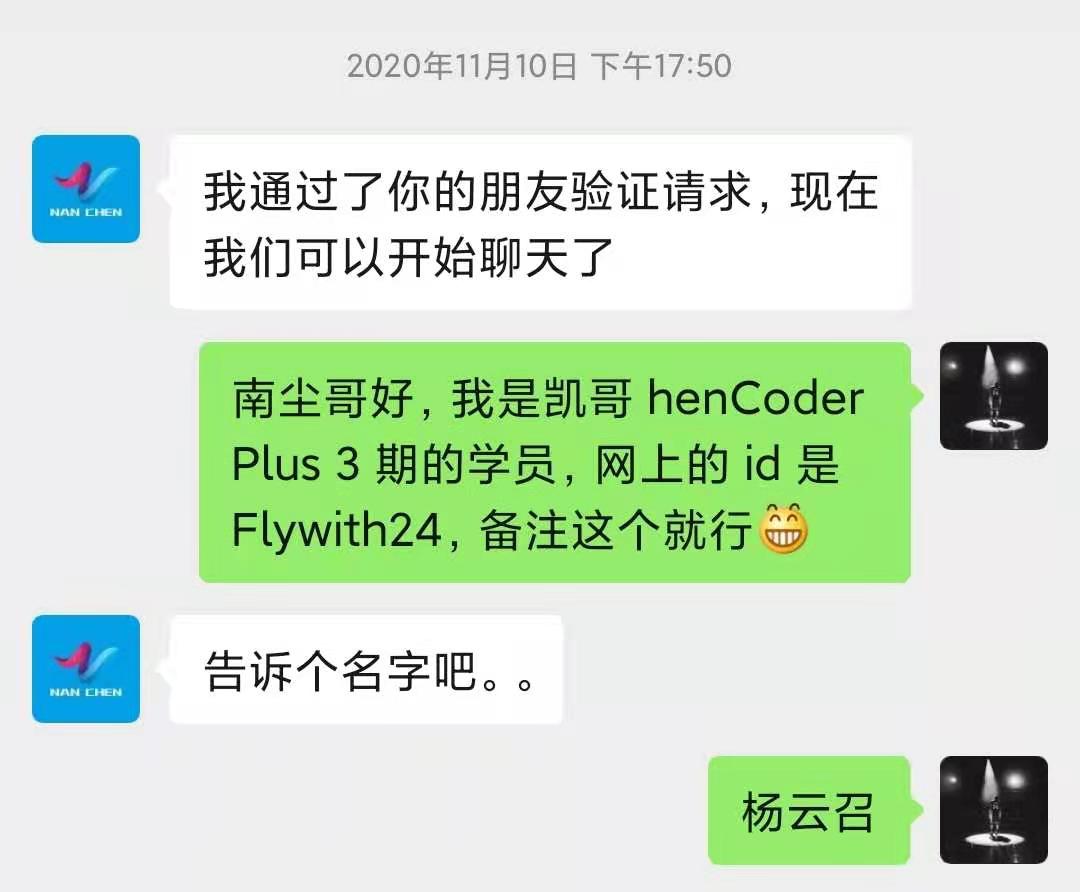 2020年11月10日 下午17:50
NAN CHEN
我通过了你的朋友验证请求，现在
我们可以开始聊天了
南尘哥好，我是凯哥 henCoder
Plus 3 期的学员，网上的 id 是
Flywith24，备注这个就行😁
NAN CHEN
告诉个名字吧。。
杨云召